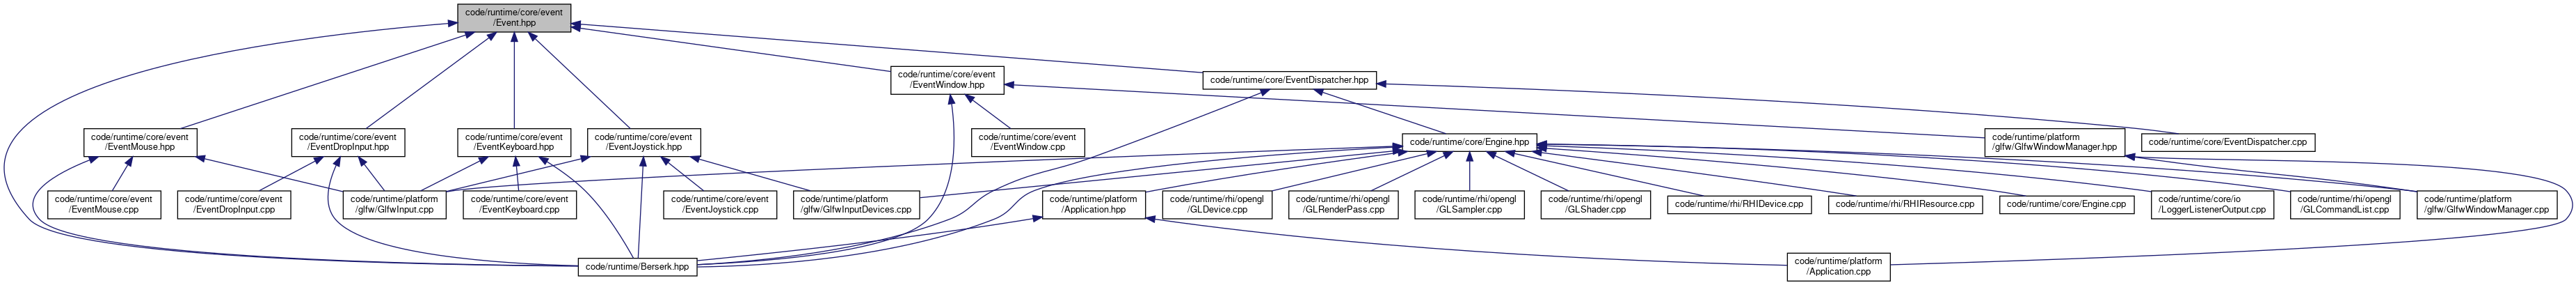 code/runtime/core/event
/Event.hpp
code/runtime/core/event
/EventWindow.hpp
code/runtime/core/EventDispatcher.hpp
code/runtime/core/event
/EventMouse.hpp
code/runtime/core/event
/EventDropInput.hpp
code/runtime/core/event
/EventKeyboard.hpp
code/runtime/core/event
/EventJoystick.hpp
code/runtime/core/event
/EventWindow.cpp
code/runtime/core/Engine.hpp
code/runtime/platform
/glfw/GlfwWindowManager.hpp
code/runtime/core/EventDispatcher.cpp
code/runtime/core/event
/EventMouse.cpp
code/runtime/core/event
/EventDropInput.cpp
code/runtime/platform
/glfw/GlfwInput.cpp
code/runtime/core/event
/EventKeyboard.cpp
code/runtime/core/event
/EventJoystick.cpp
code/runtime/platform
/glfw/GlfwInputDevices.cpp
code/runtime/platform
/Application.hpp
code/runtime/rhi/opengl
/GLDevice.cpp
code/runtime/rhi/opengl
/GLRenderPass.cpp
code/runtime/rhi/opengl
/GLSampler.cpp
code/runtime/rhi/opengl
/GLShader.cpp
code/runtime/rhi/RHIDevice.cpp
code/runtime/rhi/RHIResource.cpp
code/runtime/core/Engine.cpp
code/runtime/core/io
/LoggerListenerOutput.cpp
code/runtime/rhi/opengl
/GLCommandList.cpp
code/runtime/platform
/glfw/GlfwWindowManager.cpp
code/runtime/Berserk.hpp
code/runtime/platform
/Application.cpp